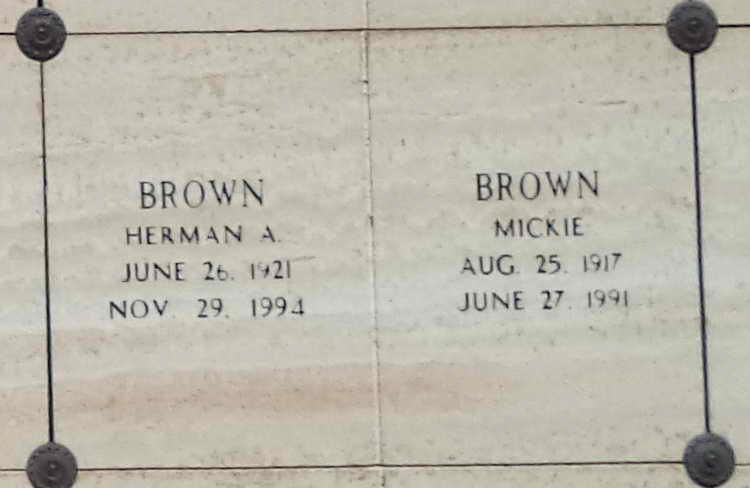 BROWN
HERMAN A.
JUNE 26, 1921
NOV. 29, 1994
BROWN
MICKIE
AUG. 25, 1917
JUNE 27, 1991